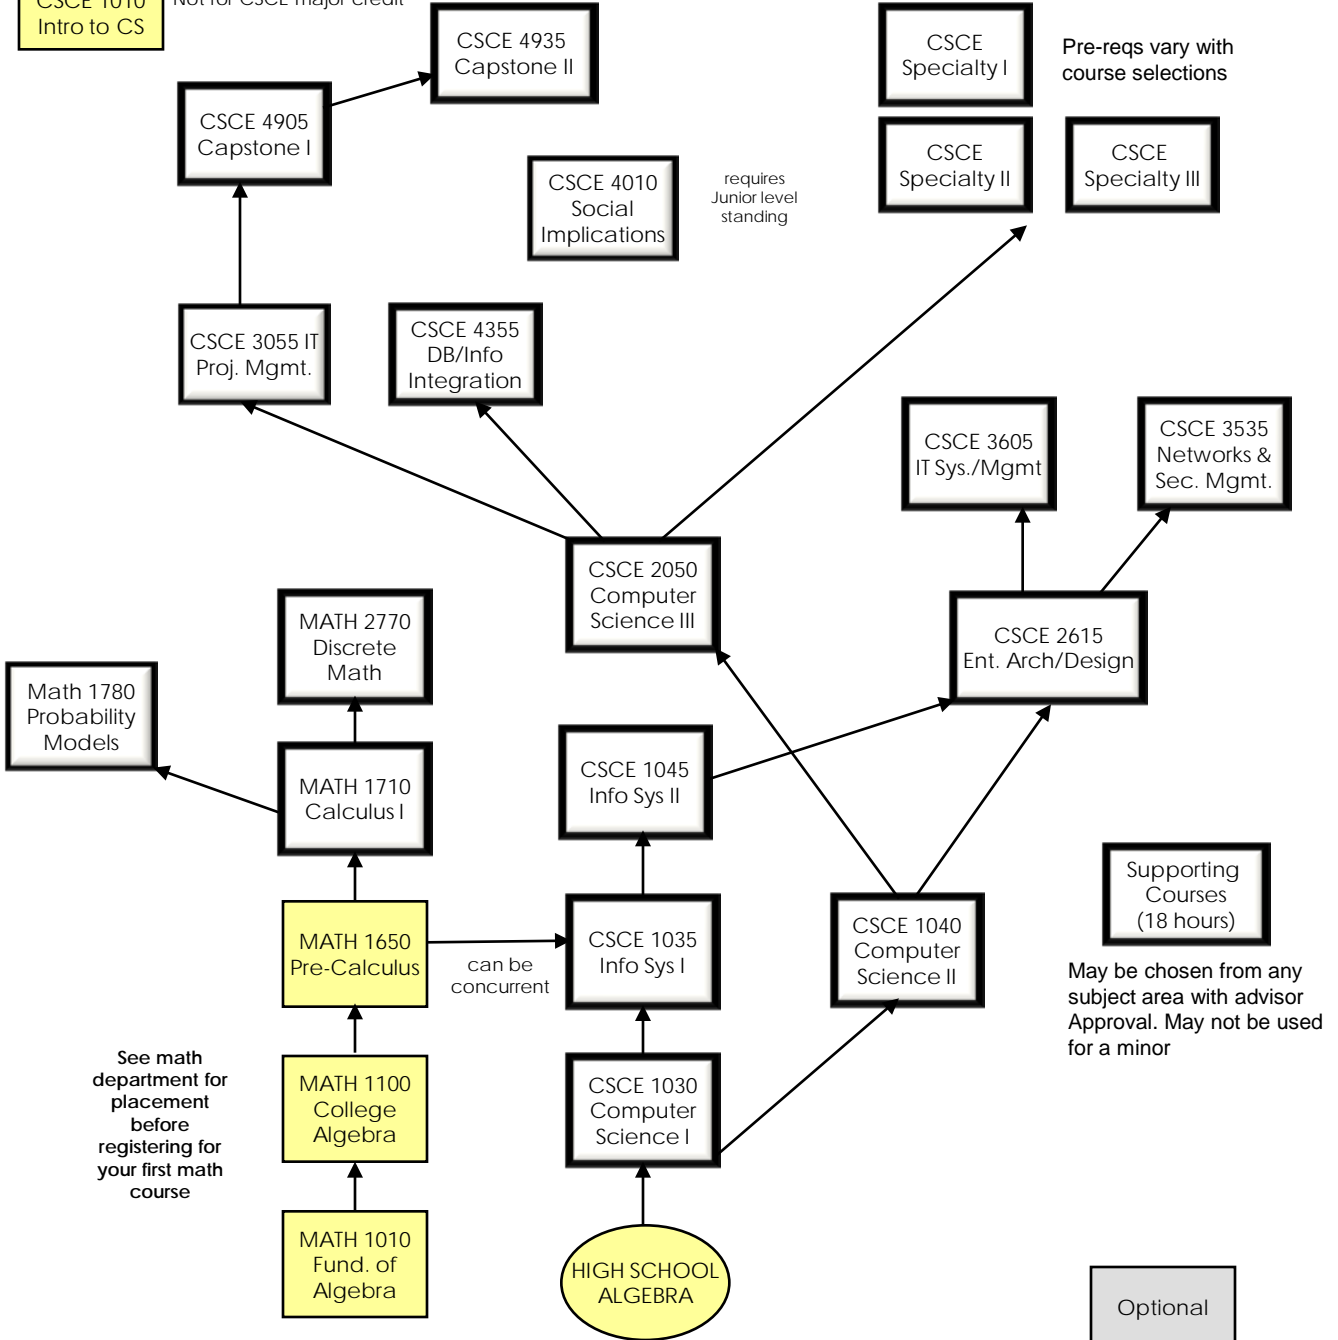 CSCE 1010
Intro to CS
Not for CSCE major credit
CSCE 4935
Capstone II
CSCE
Specialty I
Pre-reqs vary with
course selections
CSCE 4905
Capstone I
CSCE 4010
Social
Implications
requires
Junior level
standing
CSCE
Specialty II
CSCE
Specialty III
CSCE 3055 IT
Proj. Mgmt.
CSCE 4355
DB/Info
Integration
CSCE 3605
IT Sys./Mgmt
CSCE 3535
Networks &
Sec. Mgmt.
CSCE 2050
Computer
Science III
MATH 2770
Discrete
Math
CSCE 2615
Ent. Arch/Design
Math 1780
Probability
Models
MATH 1710
Calculus I
CSCE 1045
Info Sys II
Supporting
Courses
(18 hours)
May be chosen from any
subject area with advisor
Approval. May not be used
for a minor
MATH 1650
Pre-Calculus
can be
concurrent
CSCE 1035
Info Sys I
CSCE 1040
Computer
Science II
See math
department for
placement
before
registering for
your first math
course
MATH 1100
College
Algebra
CSCE 1030
Computer
Science I
MATH 1010
Fund. of
Algebra
HIGH SCHOOL
ALGEBRA
Optional